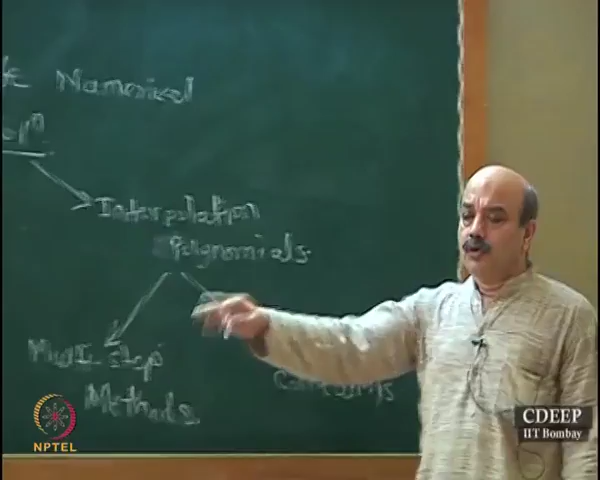 Numerical
Interpolation
Polynomials
Multi-step
Methods
NPTEL
CDEEP
IIT Bombay